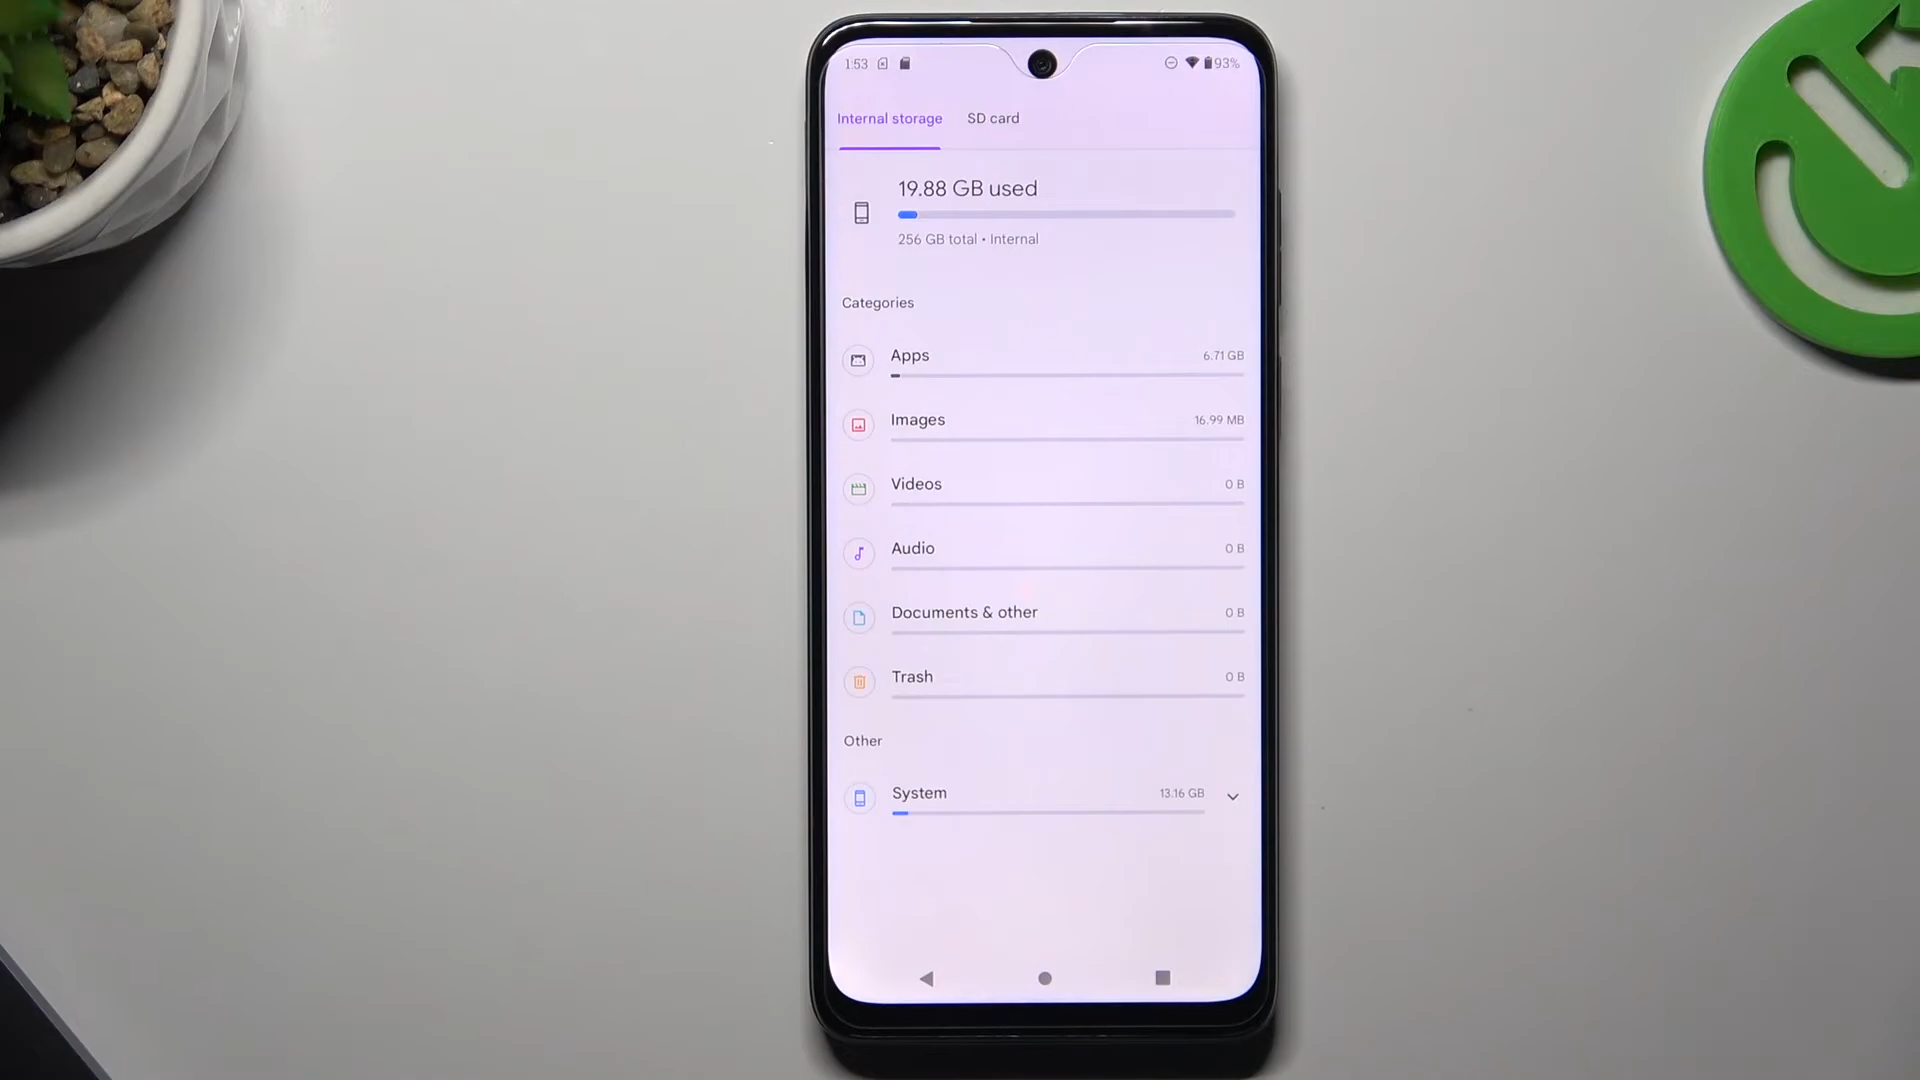 1:53 93%
Internal storage SD card
19.88 GB used
256 GB total • Internal
Categories
Apps 6.71 GB
Images 16.99 MB
Videos 0 B
Audio 0 B
Documents & other 0 B
Trash 0 B
Other
System 13.16 GB